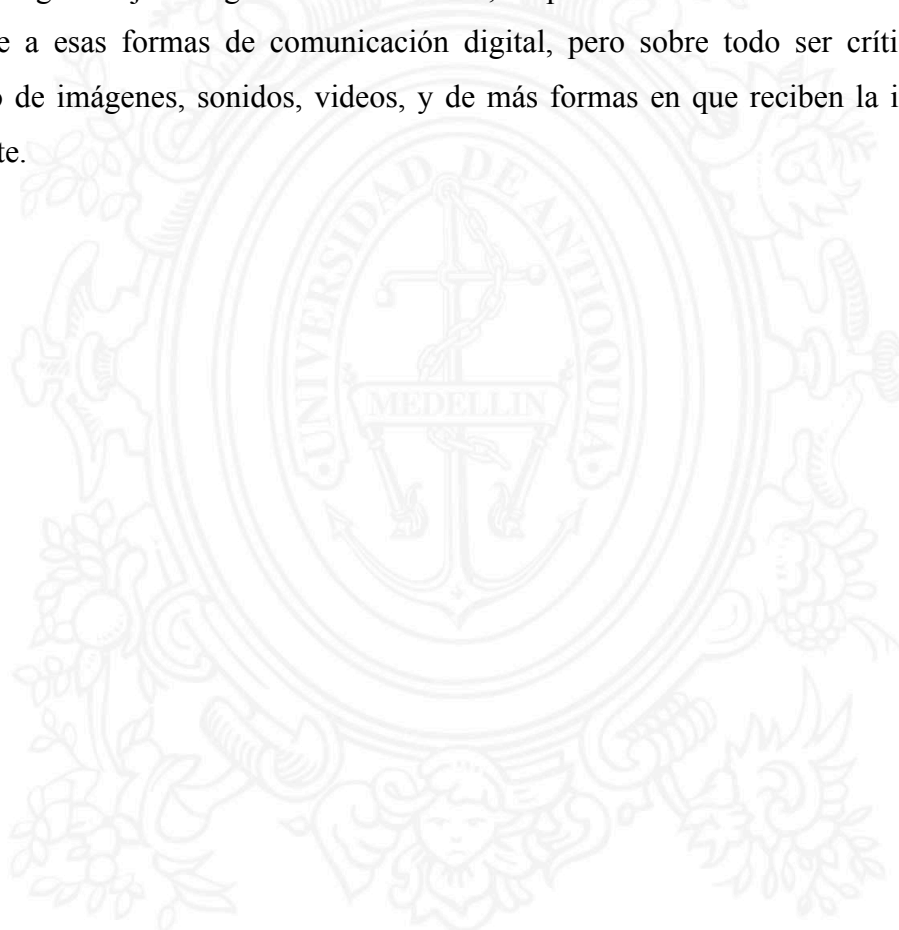 e a esas formas de comunicación digital, pero sobre todo ser críti
o de imágenes, sonidos, videos, y de más formas en que reciben la i
te.
UNIVERSIDAD DE ANTIOQUIA
MEDELLIN